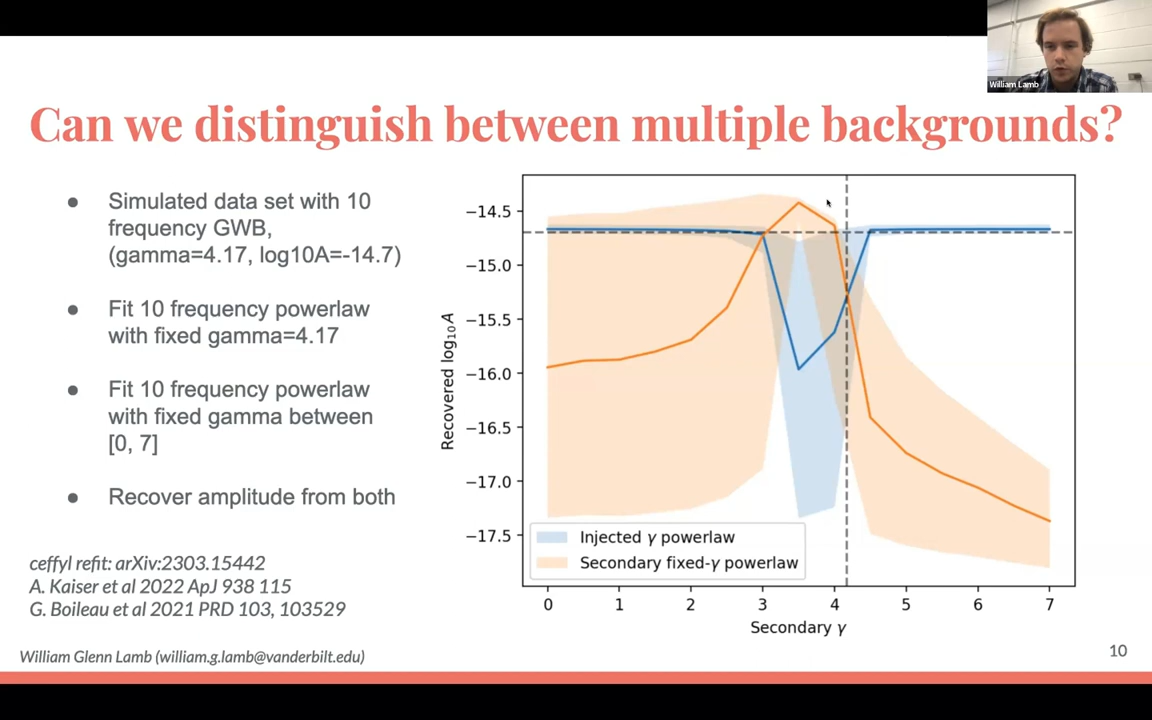 William Lamb
Can we distinguish between multiple backgrounds?
● Simulated data set with 10
frequency GWB,
(gamma=4.17, log10A=-14.7)
● Fit 10 frequency powerlaw
with fixed gamma=4.17
● Fit 10 frequency powerlaw
with fixed gamma between
[0, 7]
● Recover amplitude from both
ceffyl refit: arXiv:2303.15442
A. Kaiser et al 2022 ApJ 938 115
G. Boileau et al 2021 PRD 103, 103529
William Glenn Lamb (william.g.lamb@vanderbilt.edu)
Recovered log₁₀A
−14.5
−15.0
−15.5
−16.0
−16.5
−17.0
−17.5
Injected γ powerlaw
Secondary fixed-γ powerlaw
0 1 2 3 4 5 6 7
Secondary γ
10